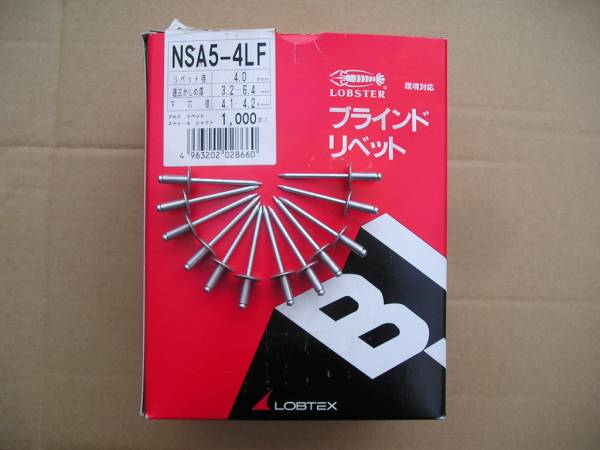 NSA5-4LF
リベット径 4.0
適正かしめ厚 3.2-6.4
下穴径 4.1-4.2
アルミ リベット
スティール シャフト 1,000
4 963202 028660
LOBSTER
環境対応
ブラインド
リベット
B
LOBTEX